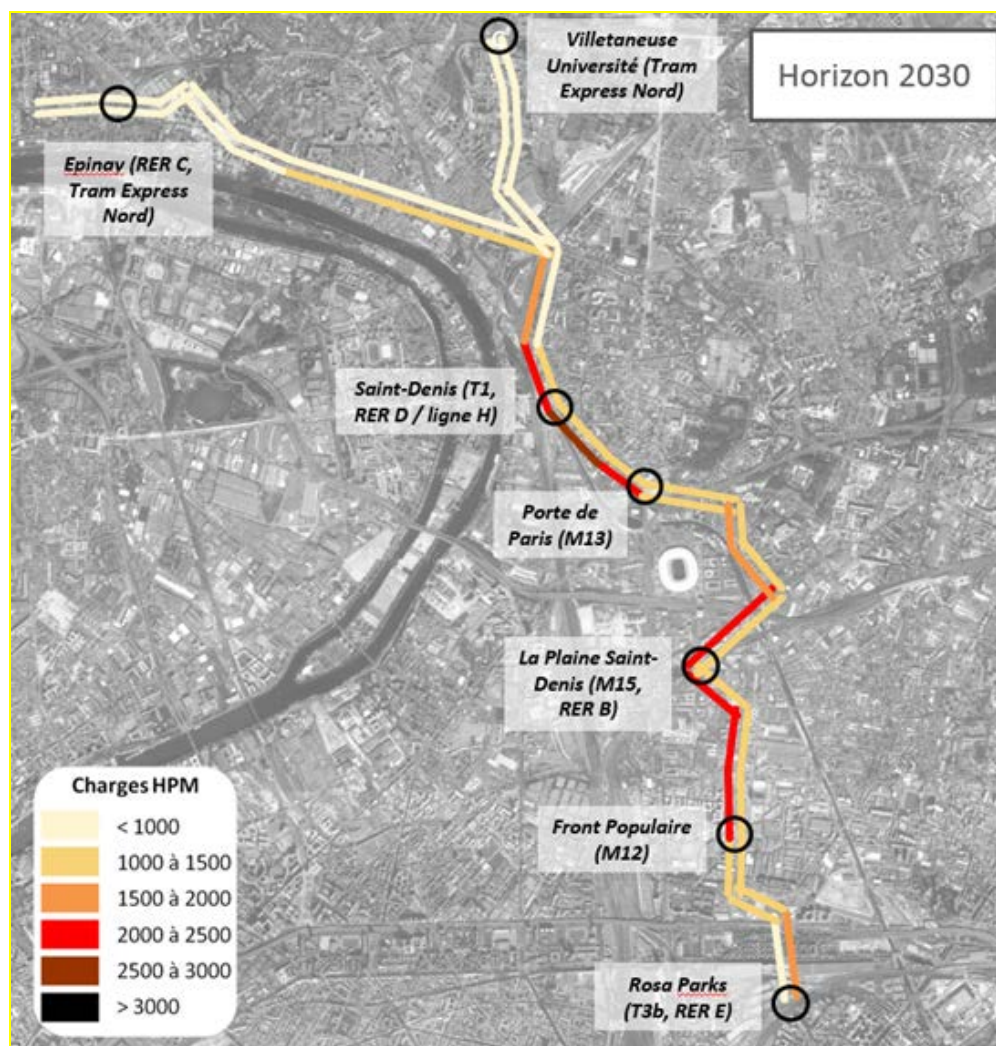 Villetaneuse
Université (Tram
Express Nord)
Horizon 2030
Epinay (RER C,
Tram Express
Nord)
Saint-Denis (T1,
RER D / ligne H)
Porte de
Paris (M13)
La Plaine Saint-
Denis (M15,
RER B)
Front Populaire
(M12)
Rosa Parks
(T3b, RER E)
Charges HPM
< 1000
1000 à 1500
1500 à 2000
2000 à 2500
2500 à 3000
> 3000